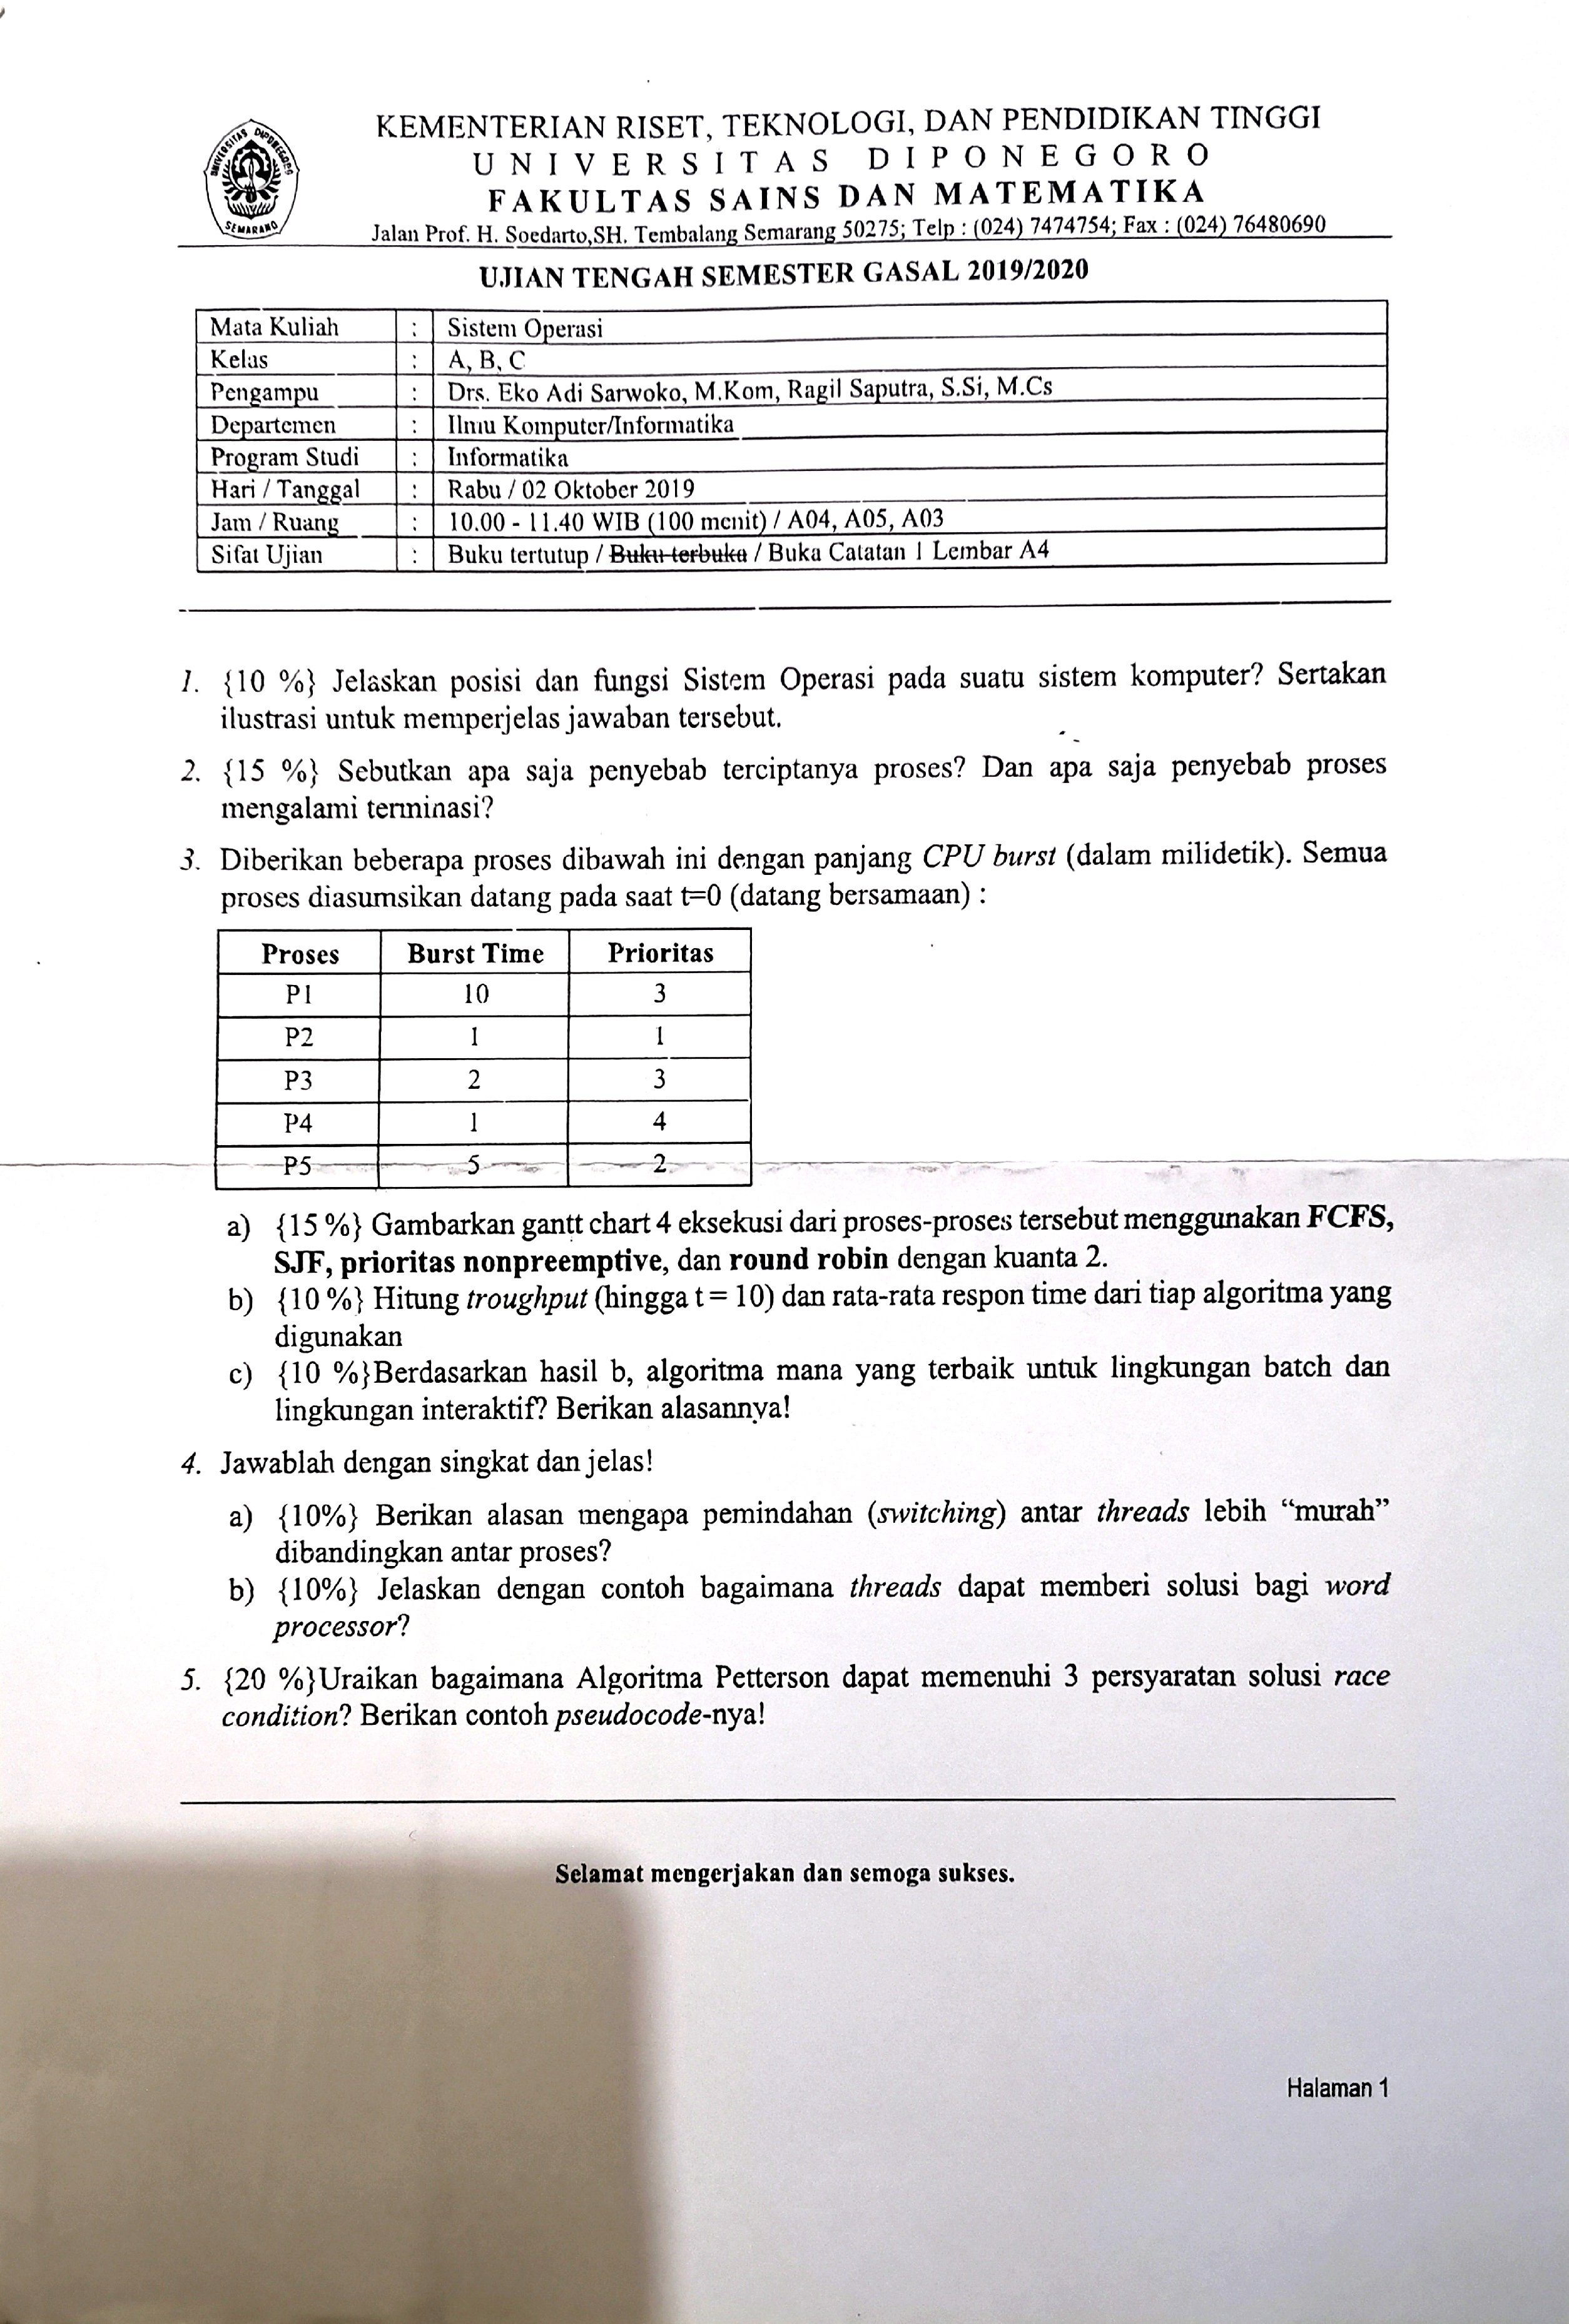 UNIVERSITAS DIPONEGORO
SEMARANG
KEMENTERIAN RISET, TEKNOLOGI, DAN PENDIDIKAN TINGGI
UNIVERSITAS DIPONEGORO
FAKULTAS SAINS DAN MATEMATIKA
Jalan Prof. H. Soedarto,SH. Tembalang Semarang 50275; Telp : (024) 7474754; Fax : (024) 76480690
UJIAN TENGAH SEMESTER GASAL 2019/2020
Mata Kuliah : Sistem Operasi
Kelas : A, B, C
Pengampu : Drs. Eko Adi Sarwoko, M.Kom, Ragil Saputra, S.Si, M.Cs
Departemen : Ilmu Komputer/Informatika
Program Studi : Informatika
Hari / Tanggal : Rabu / 02 Oktober 2019
Jam / Ruang : 10.00 - 11.40 WIB (100 menit) / A04, A05, A03
Sifat Ujian : Buku tertutup / Buku terbuka / Buka Catatan 1 Lembar A4
1. {10 %} Jelaskan posisi dan fungsi Sistem Operasi pada suatu sistem komputer? Sertakan
ilustrasi untuk memperjelas jawaban tersebut.
2. {15 %} Sebutkan apa saja penyebab terciptanya proses? Dan apa saja penyebab proses
mengalami terminasi?
3. Diberikan beberapa proses dibawah ini dengan panjang CPU burst (dalam milidetik). Semua
proses diasumsikan datang pada saat t=0 (datang bersamaan) :
Proses Burst Time Prioritas
P1 10 3
P2 1 1
P3 2 3
P4 1 4
P5 5 2
a) {15 %} Gambarkan gantt chart 4 eksekusi dari proses-proses tersebut menggunakan FCFS,
SJF, prioritas nonpreemptive, dan round robin dengan kuanta 2.
b) {10 %} Hitung troughput (hingga t = 10) dan rata-rata respon time dari tiap algoritma yang
digunakan
c) {10 %}Berdasarkan hasil b, algoritma mana yang terbaik untuk lingkungan batch dan
lingkungan interaktif? Berikan alasannya!
4. Jawablah dengan singkat dan jelas!
a) {10%} Berikan alasan mengapa pemindahan (switching) antar threads lebih “murah”
dibandingkan antar proses?
b) {10%} Jelaskan dengan contoh bagaimana threads dapat memberi solusi bagi word
processor?
5. {20 %}Uraikan bagaimana Algoritma Petterson dapat memenuhi 3 persyaratan solusi race
condition? Berikan contoh pseudocode-nya!
Selamat mengerjakan dan semoga sukses.
Halaman 1